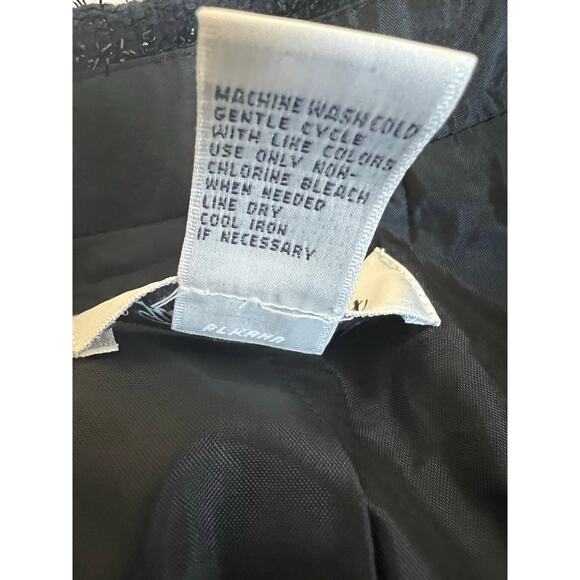 MACHINE WASH COLD
GENTLE CYCLE
WITH LIKE COLORS
USE ONLY NON-
CHLORINE BLEACH
WHEN NEEDED
LINE DRY
COOL IRON
IF NECESSARY